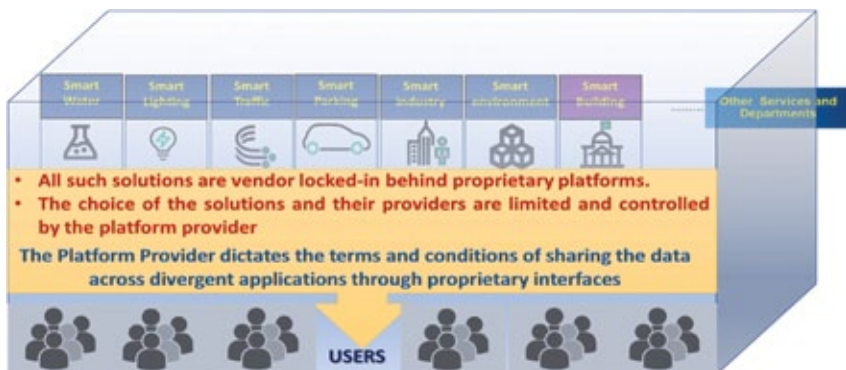 Smart Smart Smart Smart Smart Smart Smart
Water Lighting Traffic Parking Industry environment Building
Other Services and
Departments
• All such solutions are vendor locked-in behind proprietary platforms.
• The choice of the solutions and their providers are limited and controlled
by the platform provider
The Platform Provider dictates the terms and conditions of sharing the data
across divergent applications through proprietary interfaces
USERS